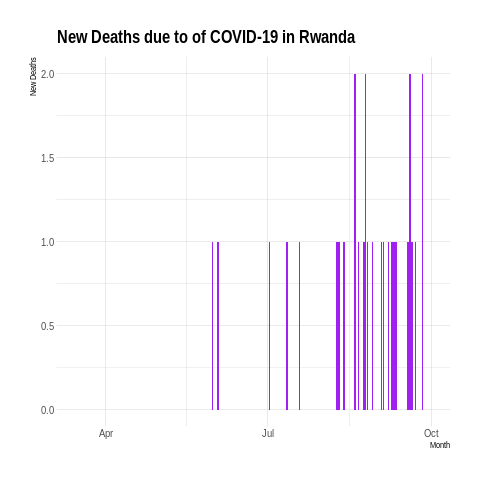 New Deaths due to of COVID-19 in Rwanda
New Deaths
2.0
1.5
1.0
0.5
0.0
Apr
Jul
Oct
Month